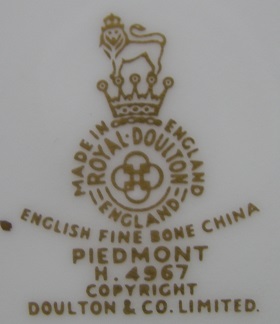 MADE IN ENGLAND
ROYAL·DOULTON
ENGLAND
ENGLISH FINE BONE CHINA
PIEDMONT
H. 4967
COPYRIGHT
DOULTON & CO. LIMITED.